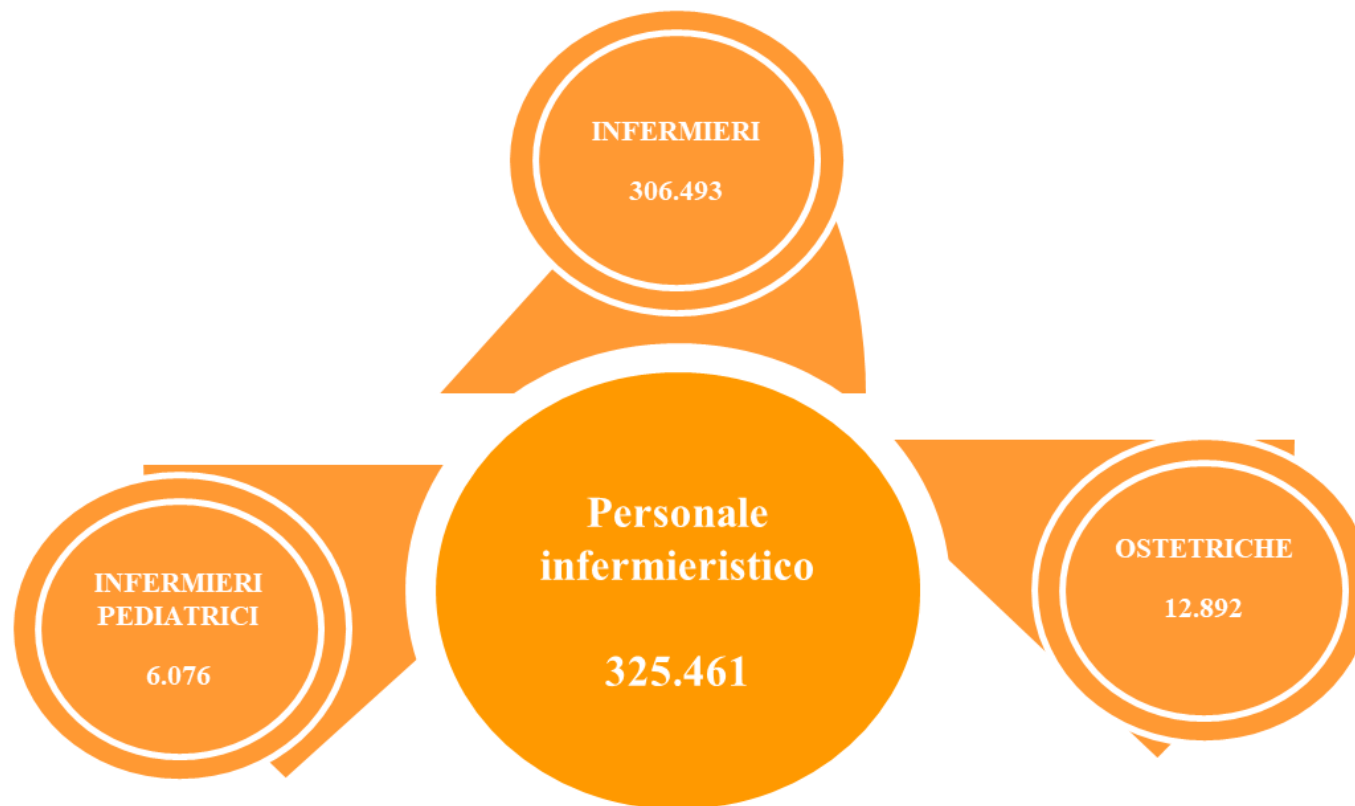 INFERMIERI
306.493
Personale
infermieristico
325.461
INFERMIERI
PEDIATRICI
6.076
OSTETRICHE
12.892